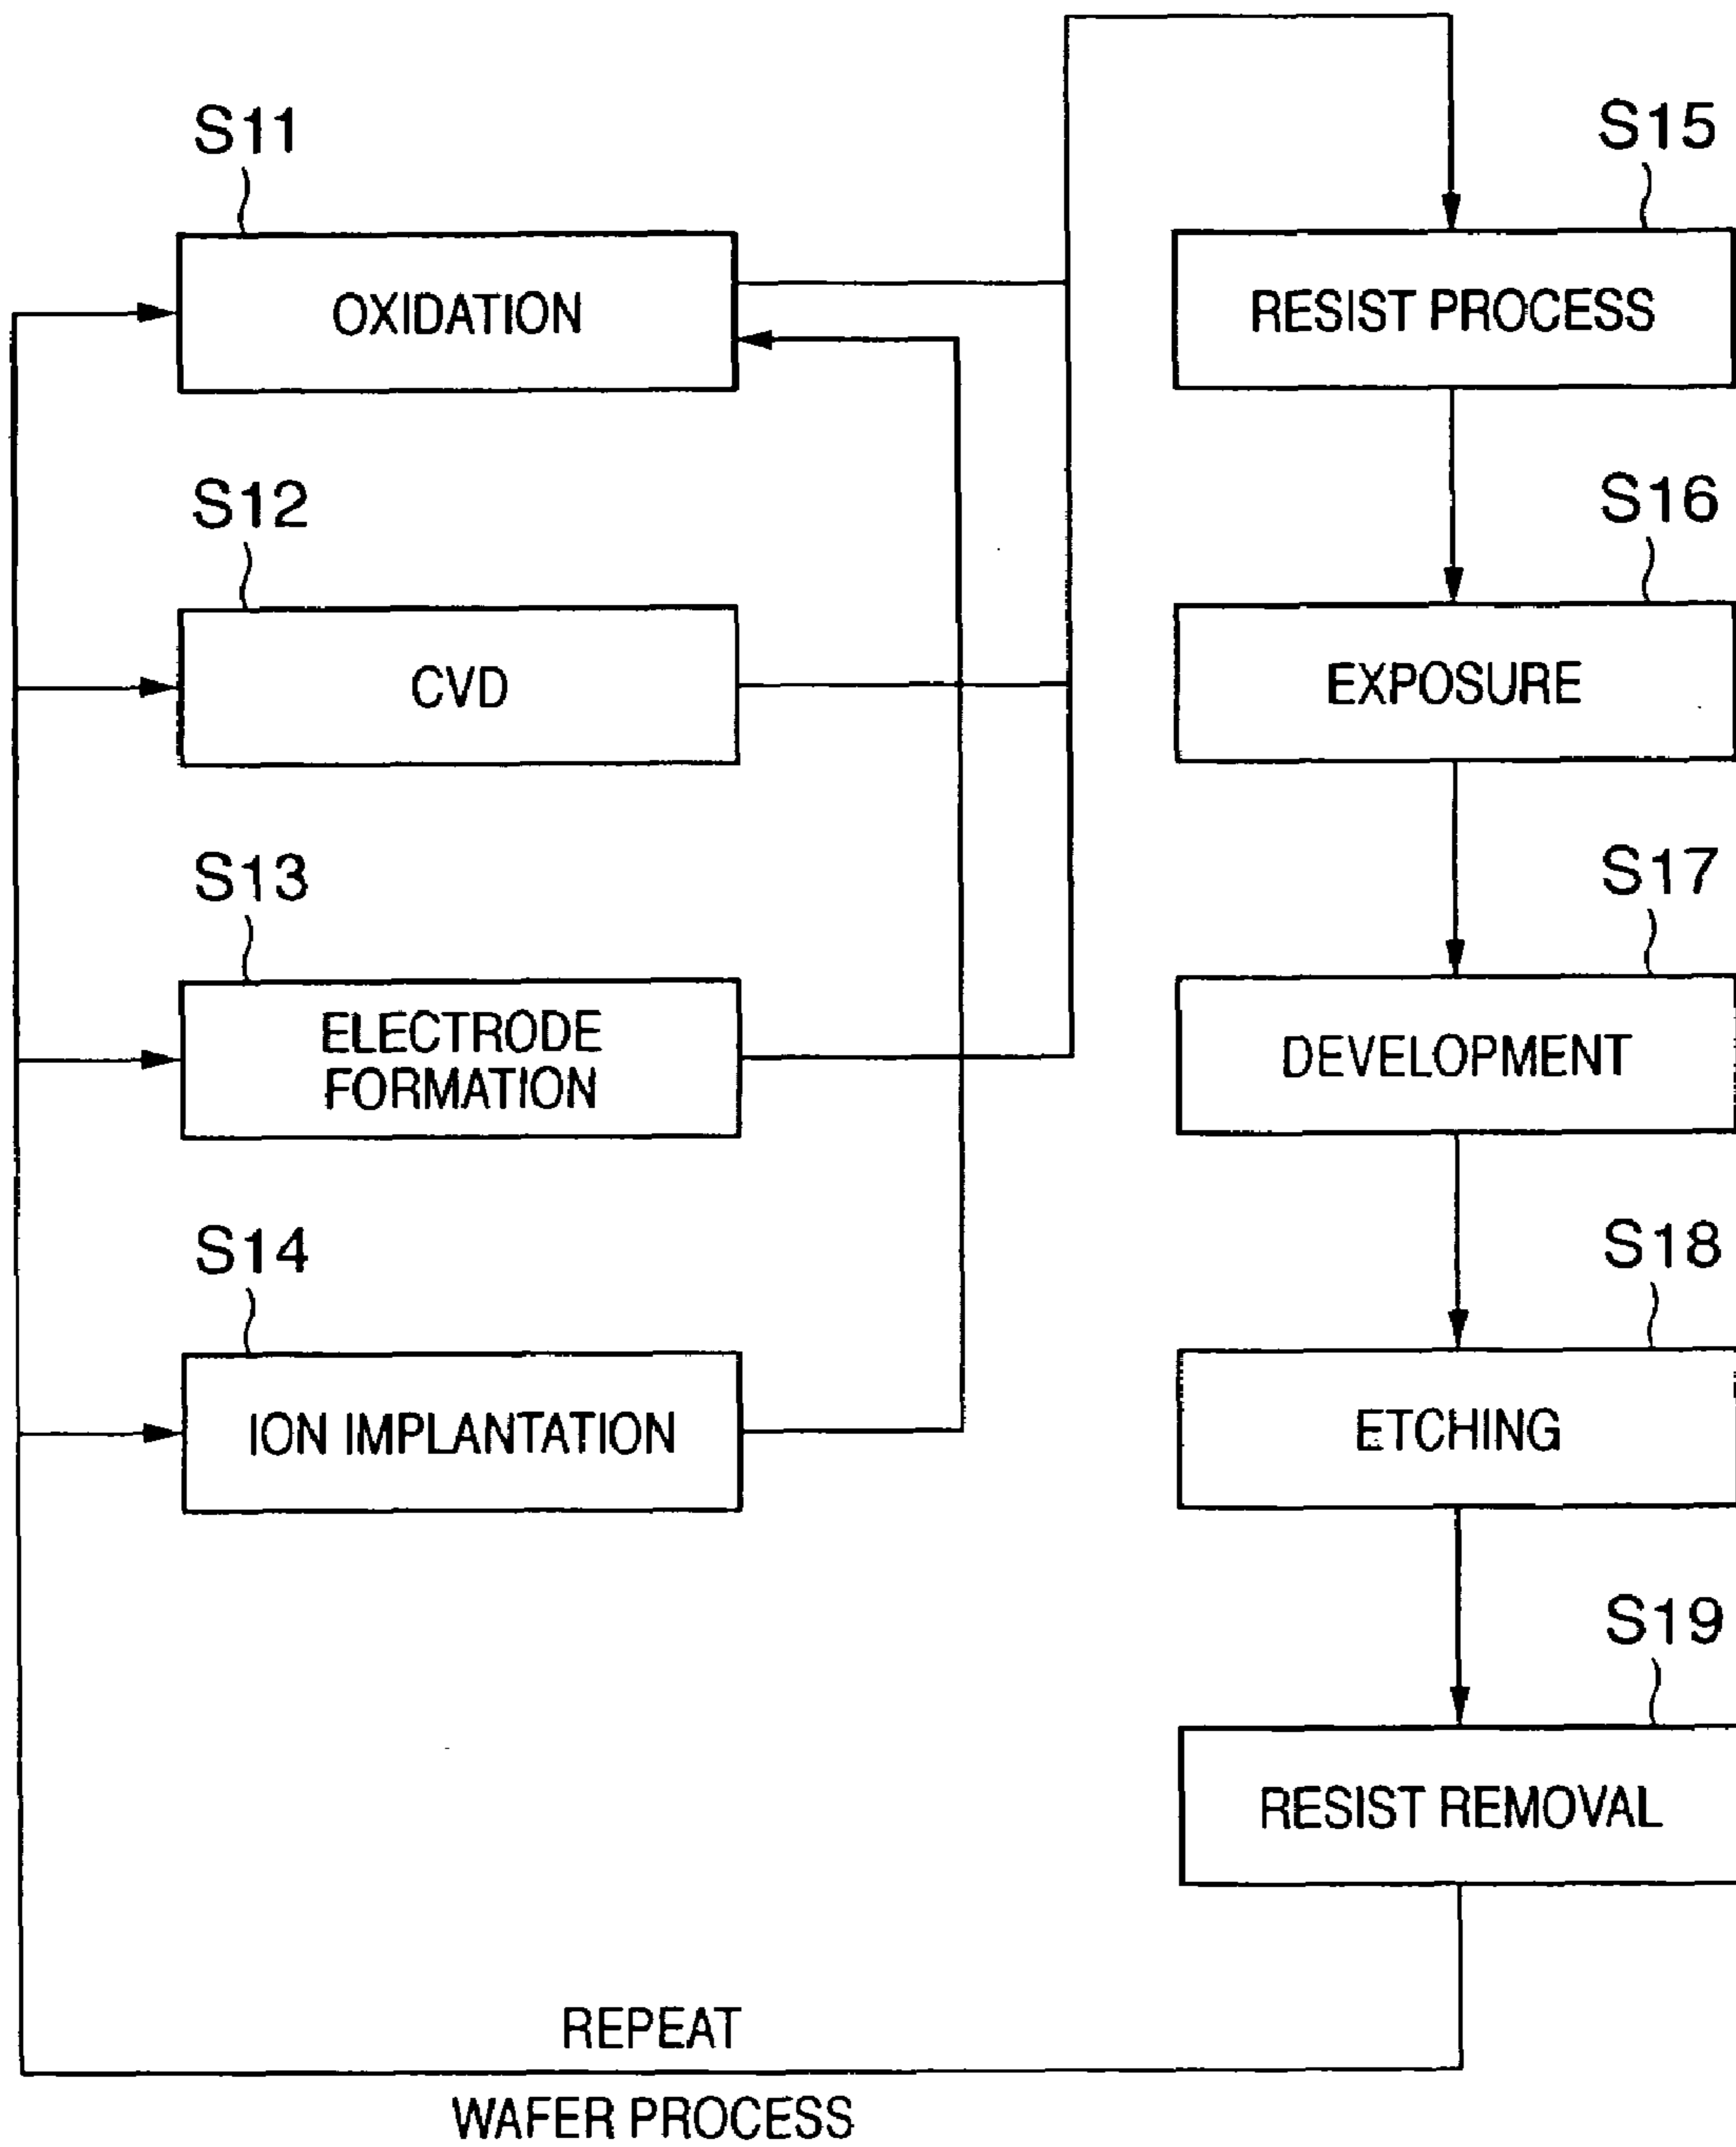 S11
OXIDATION
S12
CVD
S13
ELECTRODE
FORMATION
S14
ION IMPLANTATION
S15
RESIST PROCESS
S16
EXPOSURE
S17
DEVELOPMENT
S18
ETCHING
S19
RESIST REMOVAL
REPEAT
WAFER PROCESS